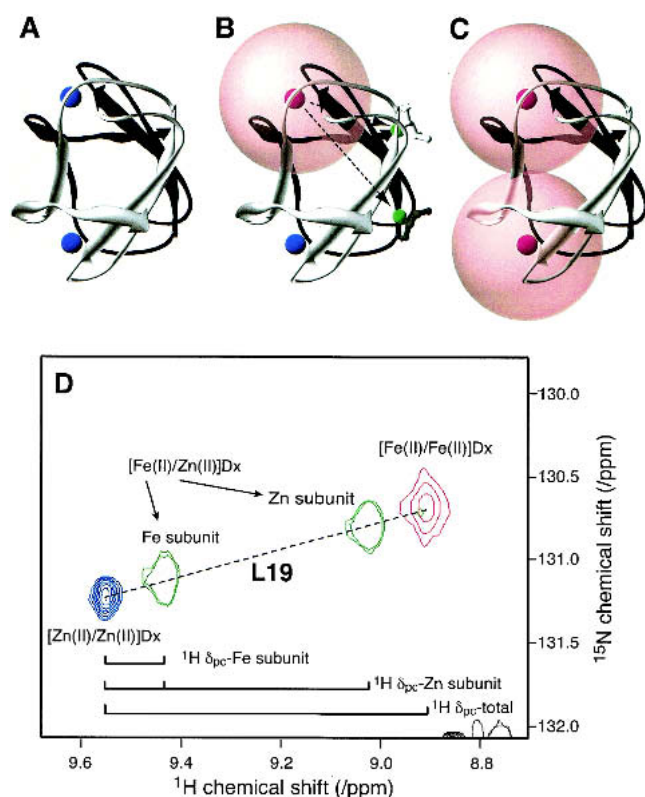 A
B
C
D
[Fe(II)/Fe(II)]Dx
[Fe(II)/Zn(II)]Dx
Zn subunit
Fe subunit
L19
[Zn(II)/Zn(II)]Dx
¹H δpc-Fe subunit
¹H δpc-Zn subunit
¹H δpc-total
130.0
130.5
131.0
131.5
132.0
¹⁵N chemical shift (/ppm)
9.6 9.4 9.2 9.0 8.8
¹H chemical shift (/ppm)